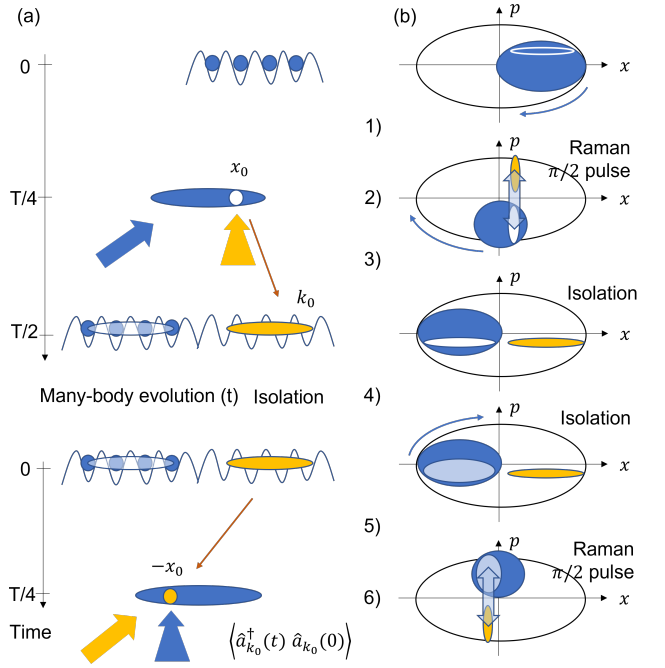 (a)
0
x₀
T/4
k₀
T/2
Many-body evolution (t) Isolation
0
−x₀
T/4
Time
⟨â†ₖ₀(t) âₖ₀(0)⟩
(b)
p
x
1)
p
Raman
π/2 pulse
2)
x
3)
Isolation
x
4)
Isolation
x
5)
p
Raman
π/2 pulse
6)
x